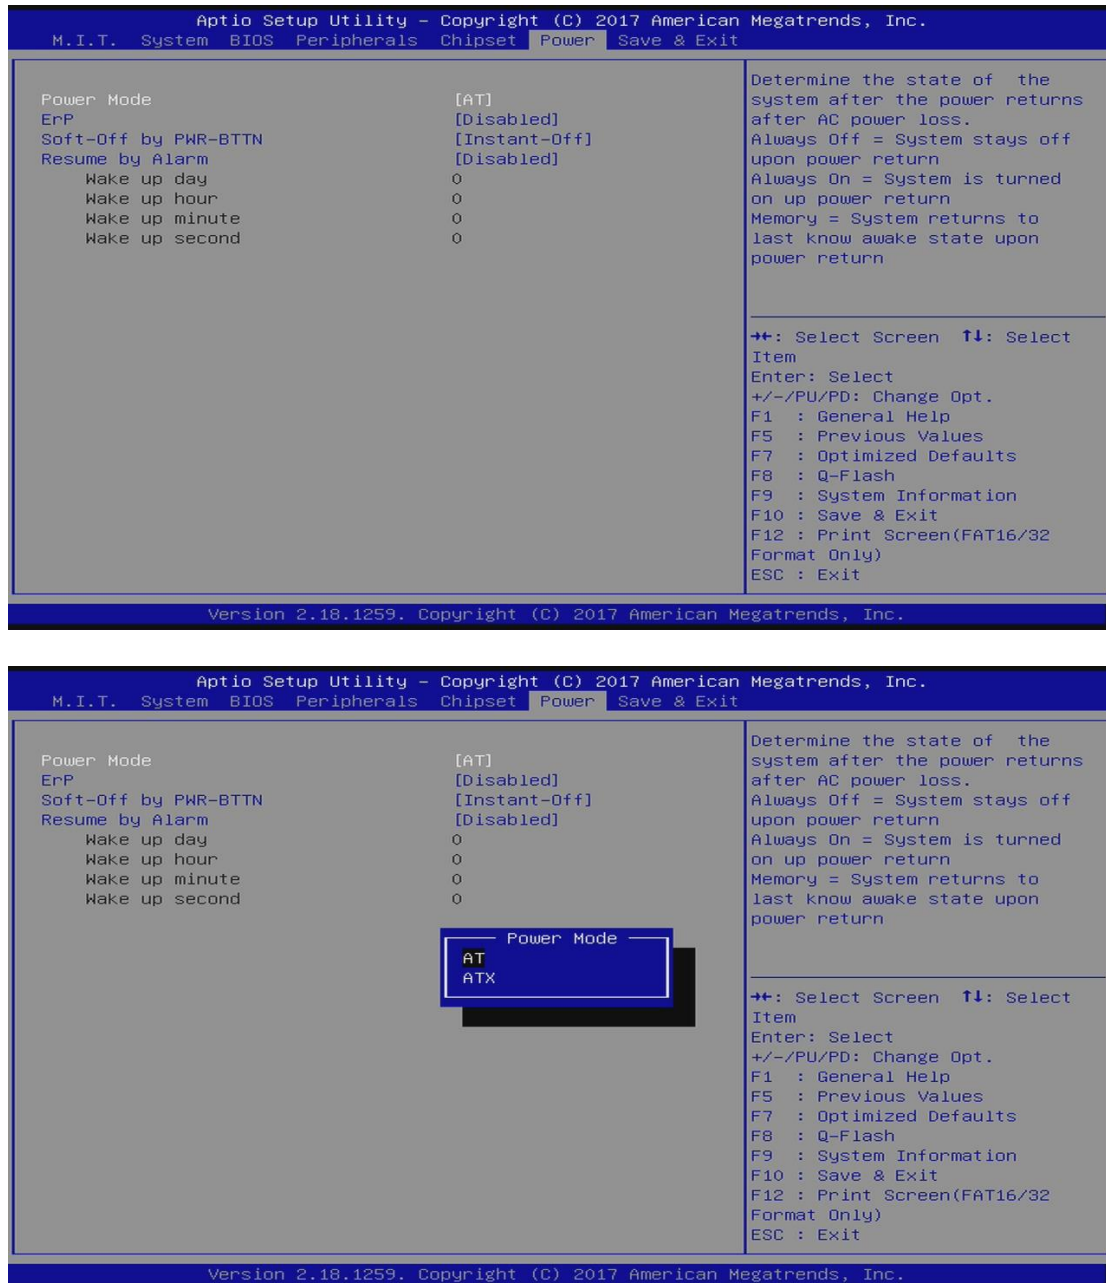 Aptio Setup Utility – Copyright (C) 2017 American Megatrends, Inc.
M.I.T. System BIOS Peripherals Chipset Power Save & Exit
Power Mode [AT]
ErP [Disabled]
Soft-Off by PWR-BTTN [Instant-Off]
Resume by Alarm [Disabled]
Wake up day 0
Wake up hour 0
Wake up minute 0
Wake up second 0
Determine the state of the
system after the power returns
after AC power loss.
Always Off = System stays off
upon power return
Always On = System is turned
on up power return
Memory = System returns to
last know awake state upon
power return
→←: Select Screen ↑↓: Select
Item
Enter: Select
+/-/PU/PD: Change Opt.
F1 : General Help
F5 : Previous Values
F7 : Optimized Defaults
F8 : Q-Flash
F9 : System Information
F10 : Save & Exit
F12 : Print Screen(FAT16/32
Format Only)
ESC : Exit
Version 2.18.1259. Copyright (C) 2017 American Megatrends, Inc.
Aptio Setup Utility – Copyright (C) 2017 American Megatrends, Inc.
M.I.T. System BIOS Peripherals Chipset Power Save & Exit
Power Mode [AT]
ErP [Disabled]
Soft-Off by PWR-BTTN [Instant-Off]
Resume by Alarm [Disabled]
Wake up day 0
Wake up hour 0
Wake up minute 0
Wake up second 0
Power Mode
AT
ATX
Determine the state of the
system after the power returns
after AC power loss.
Always Off = System stays off
upon power return
Always On = System is turned
on up power return
Memory = System returns to
last know awake state upon
power return
→←: Select Screen ↑↓: Select
Item
Enter: Select
+/-/PU/PD: Change Opt.
F1 : General Help
F5 : Previous Values
F7 : Optimized Defaults
F8 : Q-Flash
F9 : System Information
F10 : Save & Exit
F12 : Print Screen(FAT16/32
Format Only)
ESC : Exit
Version 2.18.1259. Copyright (C) 2017 American Megatrends, Inc.